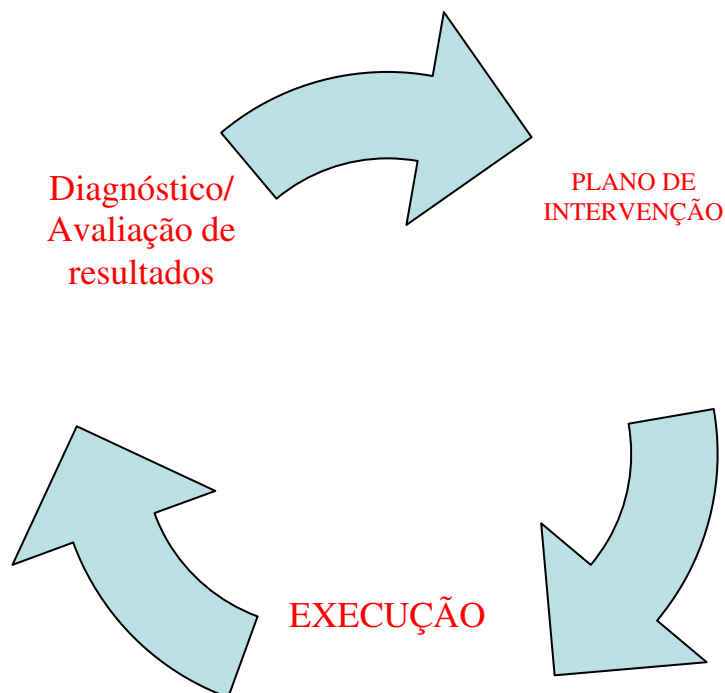 Diagnóstico/
Avaliação de
resultados
PLANO DE
INTERVENÇÃO
EXECUÇÃO